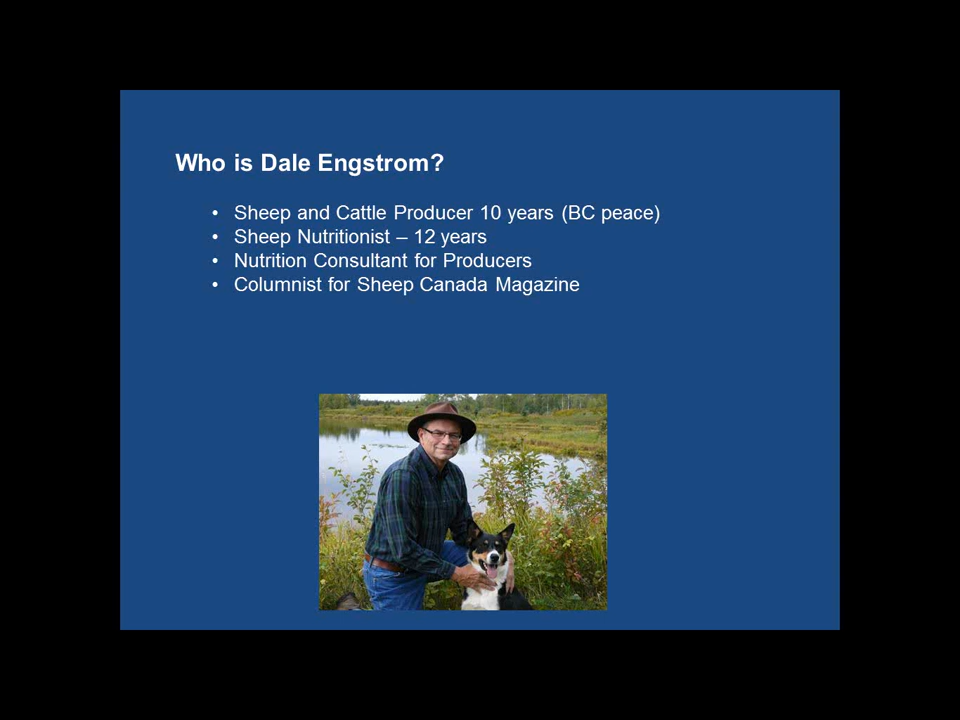 Who is Dale Engstrom?
• Sheep and Cattle Producer 10 years (BC peace)
• Sheep Nutritionist – 12 years
• Nutrition Consultant for Producers
• Columnist for Sheep Canada Magazine